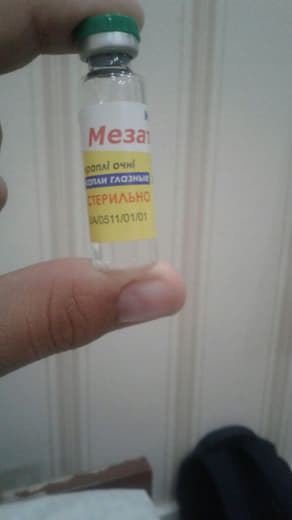 Мезат
краплі очні
капли глазные
СТЕРИЛЬНО
UA/0511/01/01